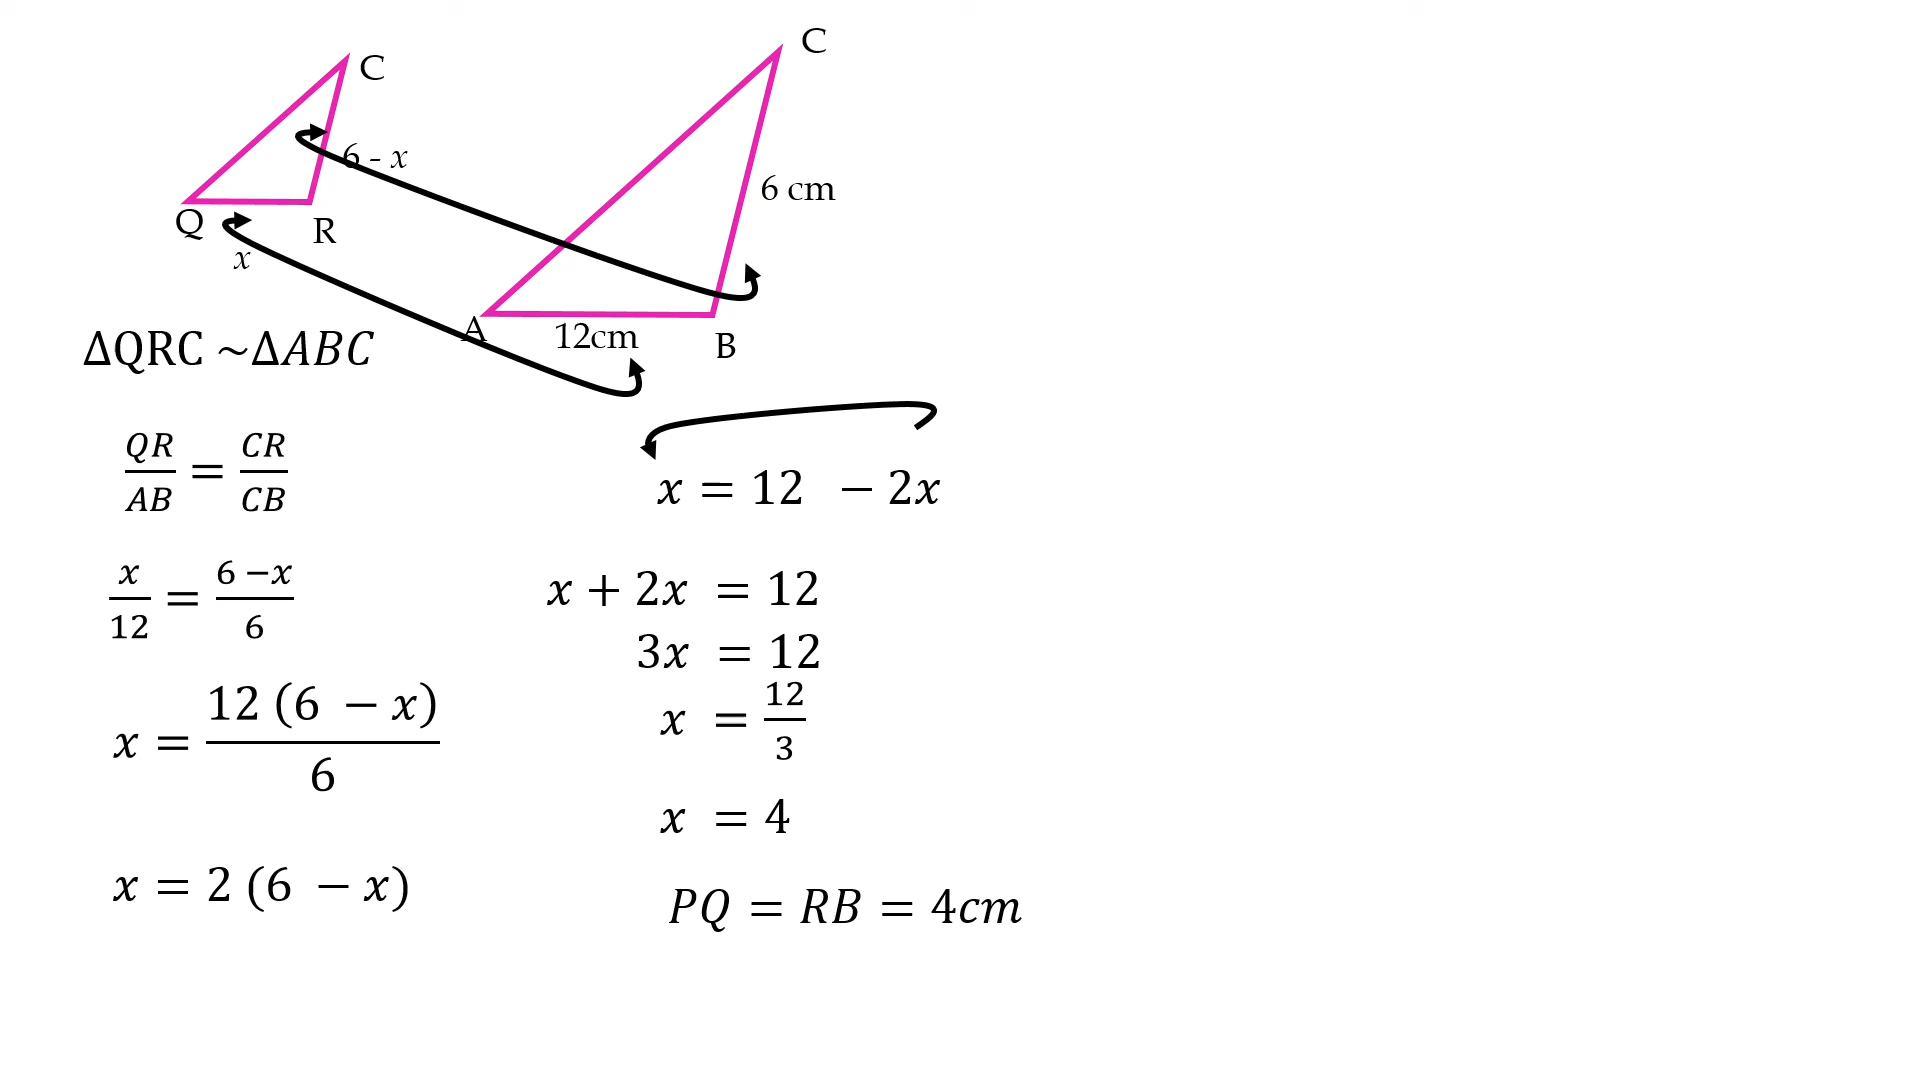 C
C
6 - x
6 cm
Q
R
x
A
12cm
B
ΔQRC ~ΔABC
QR/AB = CR/CB
x/12 = 6 −x/6
x = 12 (6 − x)/6
x = 2 (6 − x)
x = 12 − 2x
x + 2x = 12
3x = 12
x = 12/3
x = 4
PQ = RB = 4cm